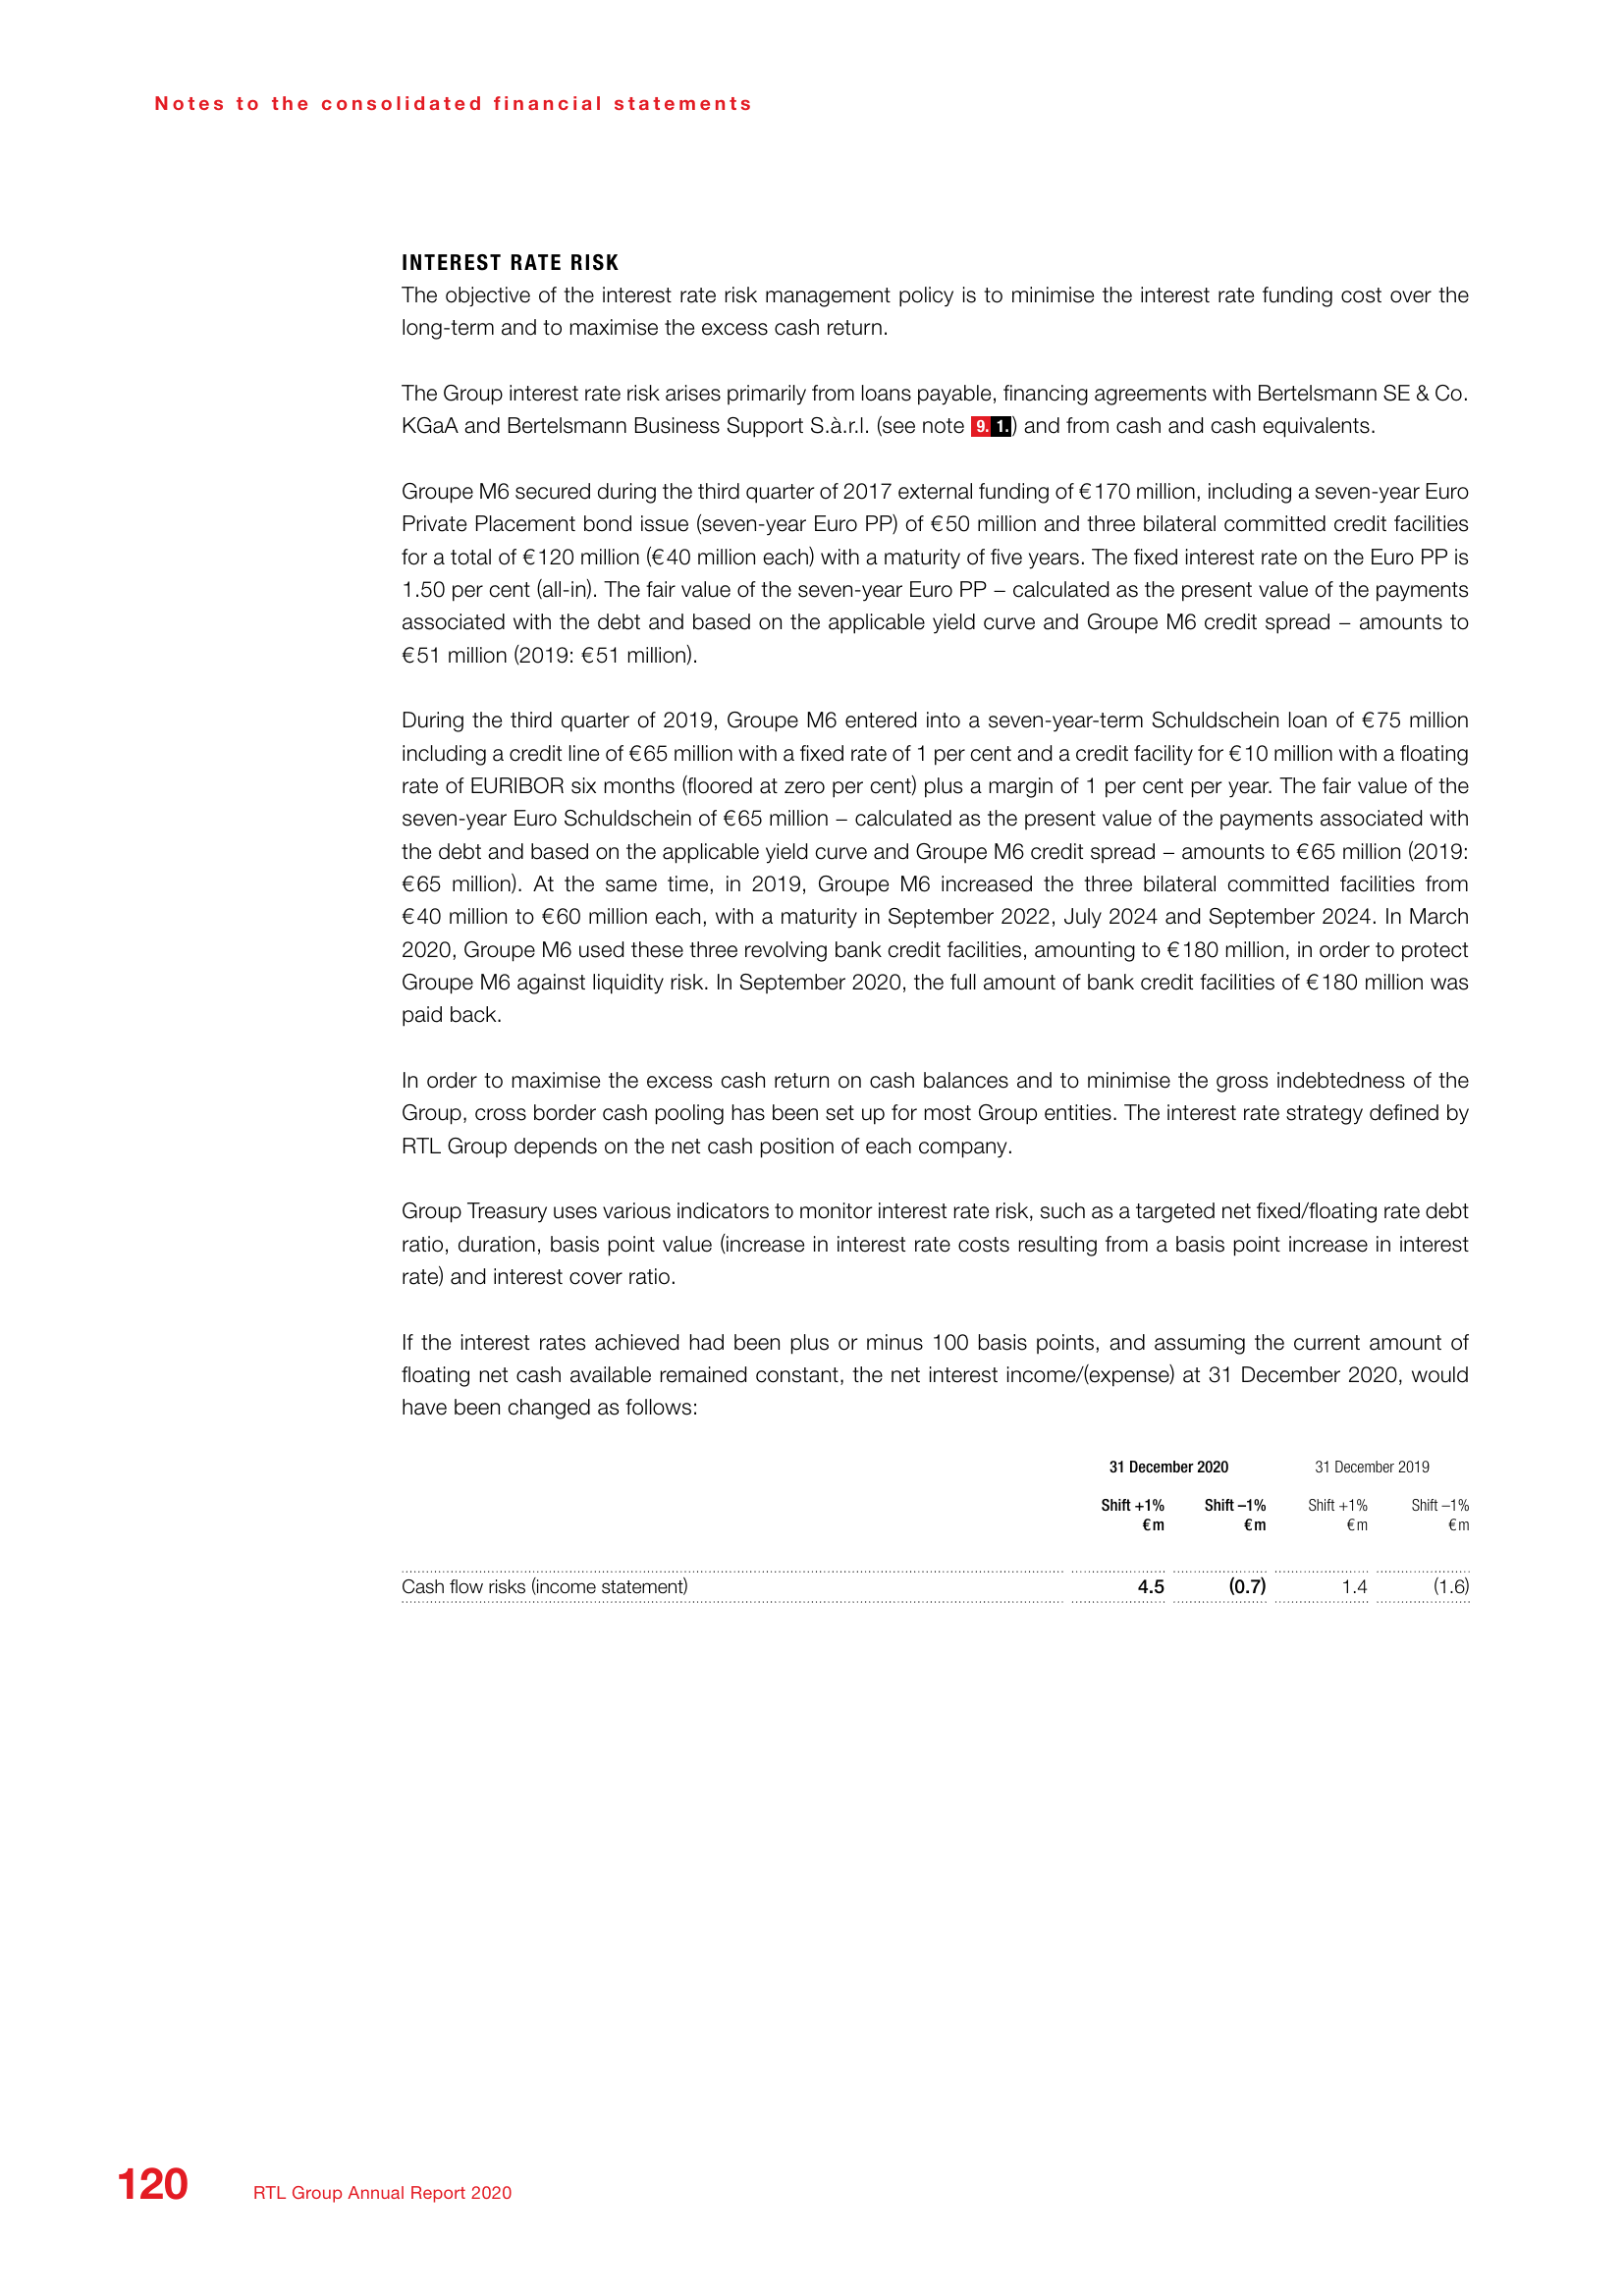 Notes to the consolidated financial statements
INTEREST RATE RISK
The objective of the interest rate risk management policy is to minimise the interest rate funding cost over the
long-term and to maximise the excess cash return.
The Group interest rate risk arises primarily from loans payable, financing agreements with Bertelsmann SE & Co.
KGaA and Bertelsmann Business Support S.à.r.l. (see note 9. 1.) and from cash and cash equivalents.
Groupe M6 secured during the third quarter of 2017 external funding of €170 million, including a seven-year Euro
Private Placement bond issue (seven-year Euro PP) of €50 million and three bilateral committed credit facilities
for a total of €120 million (€40 million each) with a maturity of five years. The fixed interest rate on the Euro PP is
1.50 per cent (all-in). The fair value of the seven-year Euro PP – calculated as the present value of the payments
associated with the debt and based on the applicable yield curve and Groupe M6 credit spread – amounts to
€51 million (2019: €51 million).
During the third quarter of 2019, Groupe M6 entered into a seven-year-term Schuldschein loan of €75 million
including a credit line of €65 million with a fixed rate of 1 per cent and a credit facility for €10 million with a floating
rate of EURIBOR six months (floored at zero per cent) plus a margin of 1 per cent per year. The fair value of the
seven-year Euro Schuldschein of €65 million – calculated as the present value of the payments associated with
the debt and based on the applicable yield curve and Groupe M6 credit spread – amounts to €65 million (2019:
€65 million). At the same time, in 2019, Groupe M6 increased the three bilateral committed facilities from
€40 million to €60 million each, with a maturity in September 2022, July 2024 and September 2024. In March
2020, Groupe M6 used these three revolving bank credit facilities, amounting to €180 million, in order to protect
Groupe M6 against liquidity risk. In September 2020, the full amount of bank credit facilities of €180 million was
paid back.
In order to maximise the excess cash return on cash balances and to minimise the gross indebtedness of the
Group, cross border cash pooling has been set up for most Group entities. The interest rate strategy defined by
RTL Group depends on the net cash position of each company.
Group Treasury uses various indicators to monitor interest rate risk, such as a targeted net fixed/floating rate debt
ratio, duration, basis point value (increase in interest rate costs resulting from a basis point increase in interest
rate) and interest cover ratio.
If the interest rates achieved had been plus or minus 100 basis points, and assuming the current amount of
floating net cash available remained constant, the net interest income/(expense) at 31 December 2020, would
have been changed as follows:
31 December 2020 31 December 2019
Shift +1% Shift –1% Shift +1% Shift –1%
€m €m €m €m
Cash flow risks (income statement) 4.5 (0.7) 1.4 (1.6)
120 RTL Group Annual Report 2020